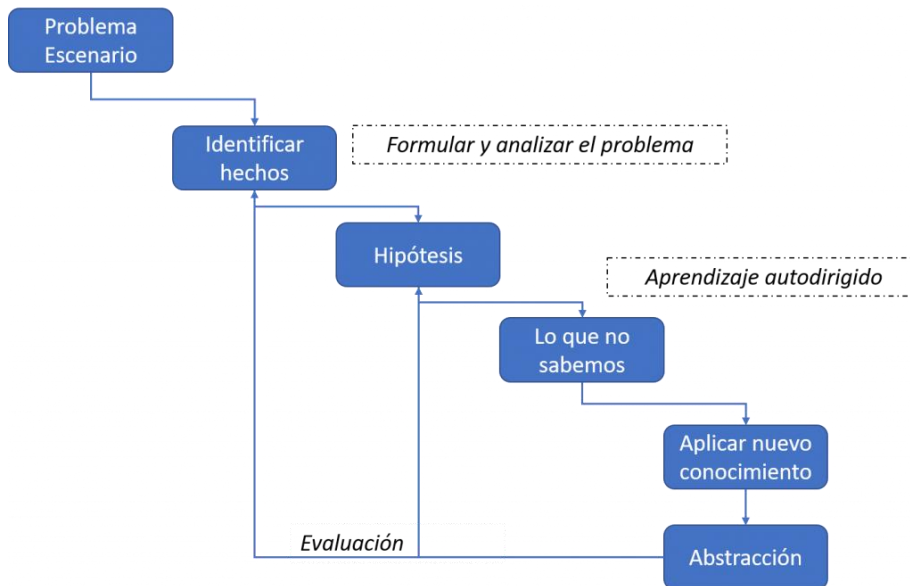 Problema
Escenario
Identificar
hechos
Formular y analizar el problema
Hipótesis
Aprendizaje autodirigido
Lo que no
sabemos
Aplicar nuevo
conocimiento
Evaluación
Abstracción